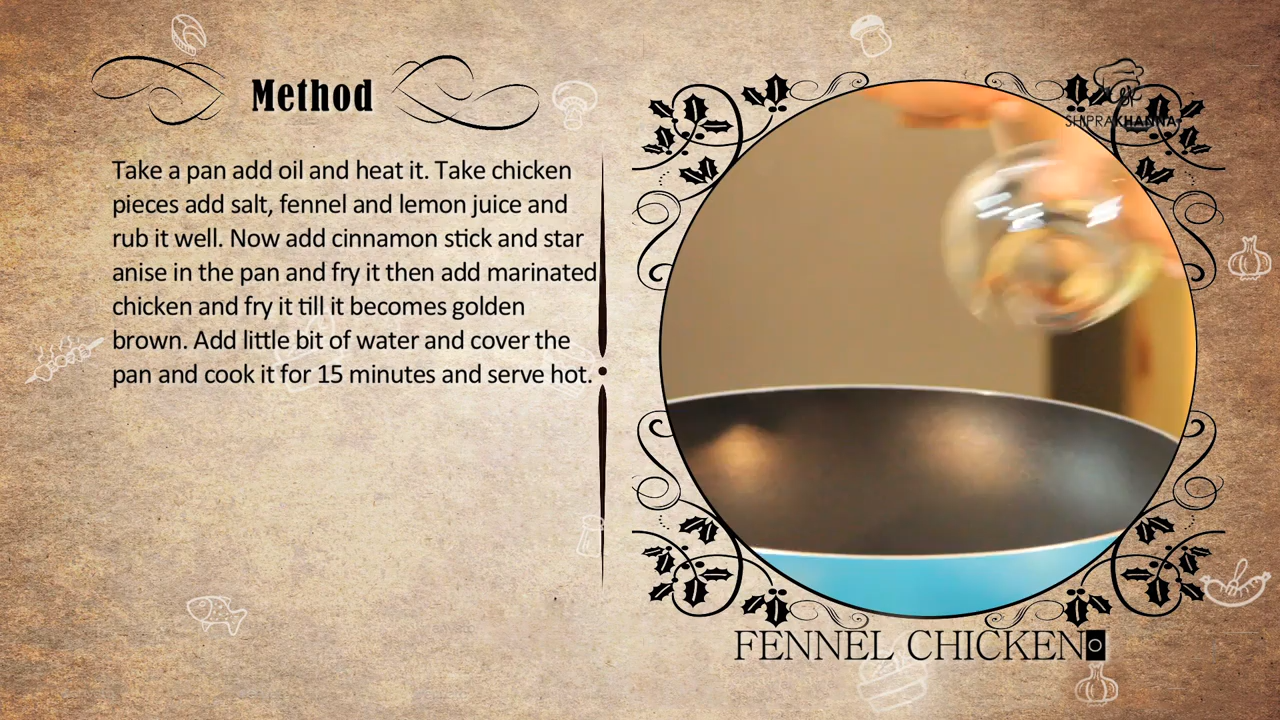 Method
SHIPRAKHANNA
Take a pan add oil and heat it. Take chicken
pieces add salt, fennel and lemon juice and
rub it well. Now add cinnamon stick and star
anise in the pan and fry it then add marinated
chicken and fry it till it becomes golden
brown. Add little bit of water and cover the
pan and cook it for 15 minutes and serve hot.
FENNEL CHICKEN